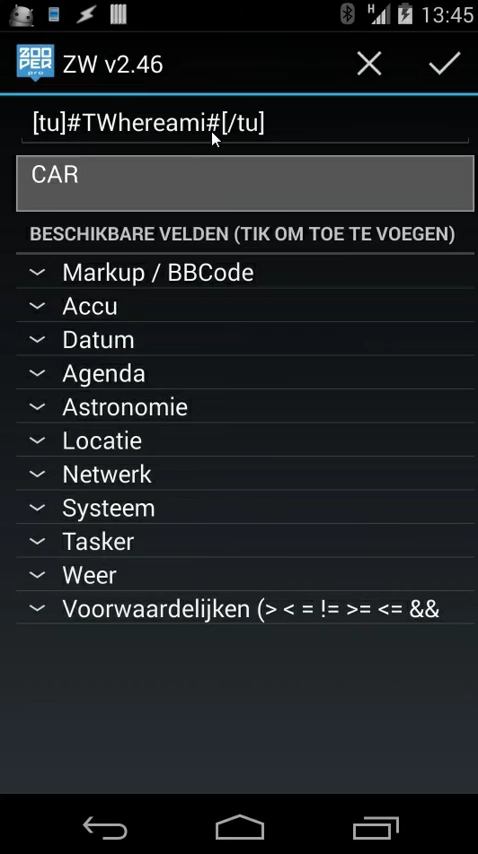 H 13:45
ZOOPER pro ZW v2.46
[tu]#TWhereami#[/tu]
CAR
BESCHIKBARE VELDEN (TIK OM TOE TE VOEGEN)
Markup / BBCode
Accu
Datum
Agenda
Astronomie
Locatie
Netwerk
Systeem
Tasker
Weer
Voorwaardelijken (> < = != >= <= &&